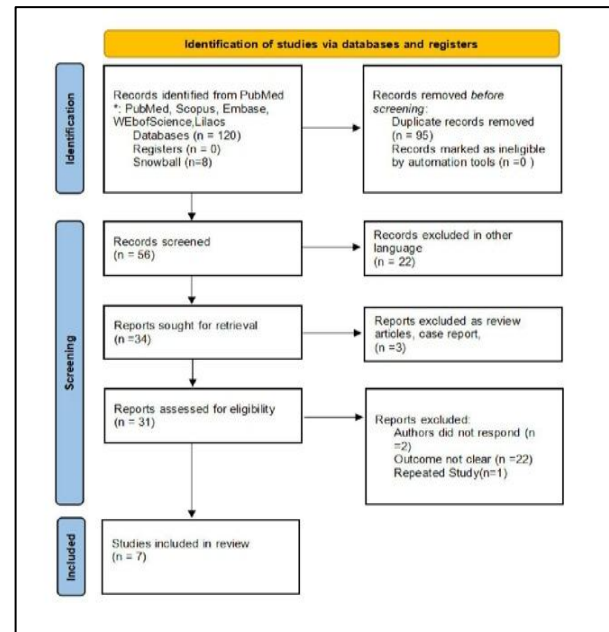 Identification of studies via databases and registers
Identification
Records identified from PubMed
*: PubMed, Scopus, Embase,
WEbofScience,Lilacs
Databases (n = 120)
Registers (n = 0)
Snowball (n=8)
Records removed before
screening:
Duplicate records removed
(n = 95)
Records marked as ineligible
by automation tools (n =0 )
Screening
Records screened
(n = 56)
Records excluded in other
language
(n = 22)
Reports sought for retrieval
(n =34)
Reports excluded as review
articles, case report,
(n =3)
Reports assessed for eligibility
(n = 31)
Reports excluded:
Authors did not respond (n
=2)
Outcome not clear (n =22)
Repeated Study(n=1)
Included
Studies included in review
(n = 7)